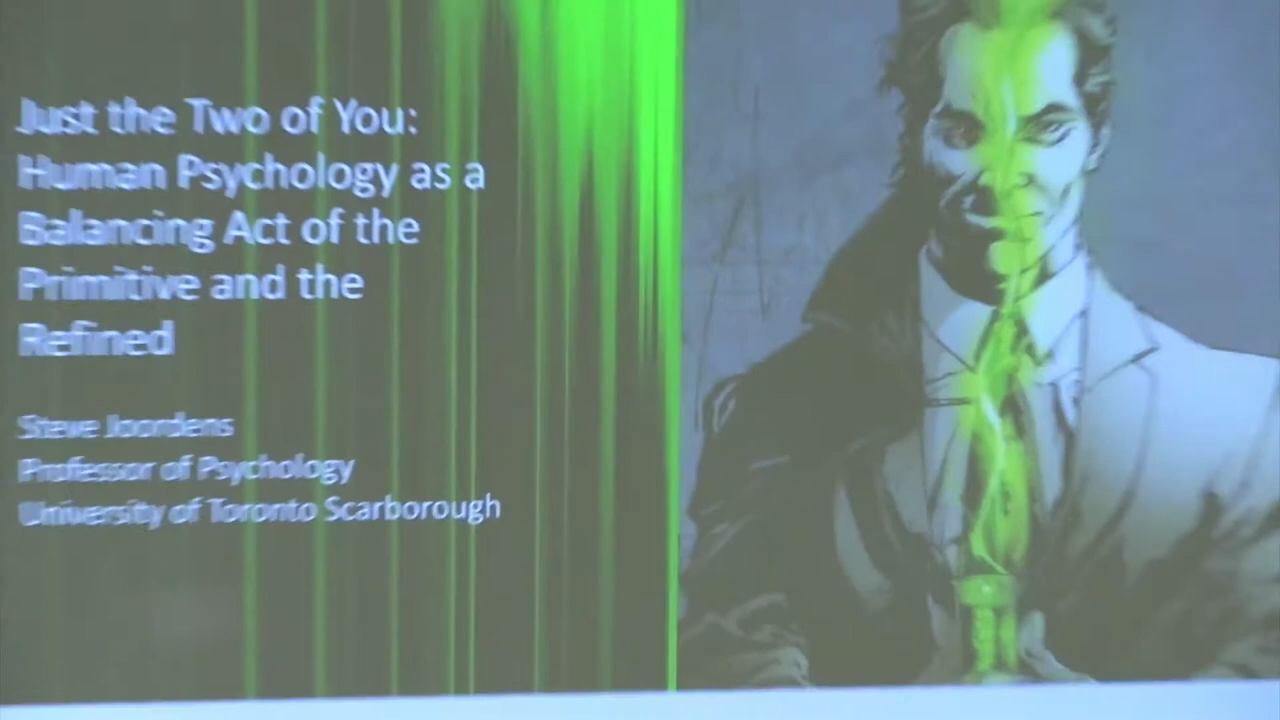 Just the Two of You:
Human Psychology as a
Balancing Act of the
Primitive and the
Refined
Steve Joordens
Professor of Psychology
University of Toronto Scarborough